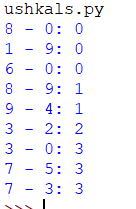 ushkals.py
8 - 0: 0
1 - 9: 0
6 - 0: 0
8 - 9: 1
9 - 4: 1
3 - 2: 2
3 - 0: 3
7 - 5: 3
7 - 3: 3
>>>